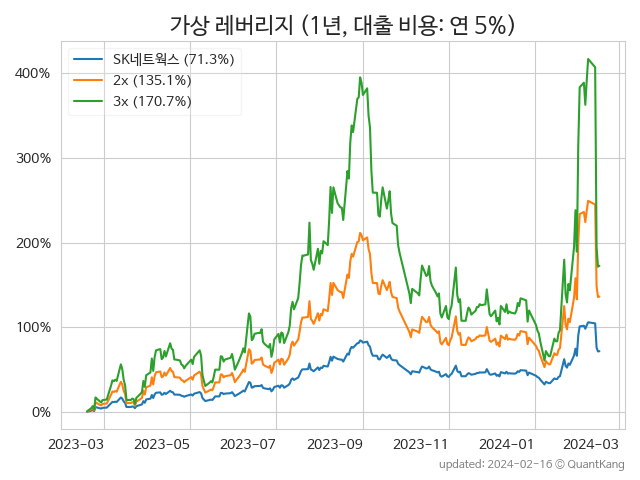 가상 레버리지 (1년, 대출 비용: 연 5%)
SK네트웍스 (71.3%)
2x (135.1%)
3x (170.7%)
400%
300%
200%
100%
0%
2023-03 2023-05 2023-07 2023-09 2023-11 2024-01 2024-03
updated: 2024-02-16 © QuantKang